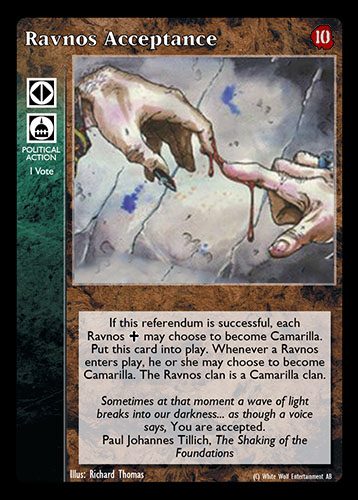 Ravnos Acceptance
10
POLITICAL
ACTION
1 Vote
If this referendum is successful, each
Ravnos + may choose to become Camarilla.
Put this card into play. Whenever a Ravnos
enters play, he or she may choose to become
Camarilla. The Ravnos clan is a Camarilla clan.
Sometimes at that moment a wave of light
breaks into our darkness... as though a voice
says, You are accepted.
Paul Johannes Tillich, The Shaking of the
Foundations
Illus: Richard Thomas
(C) White Wolf Entertainment AB